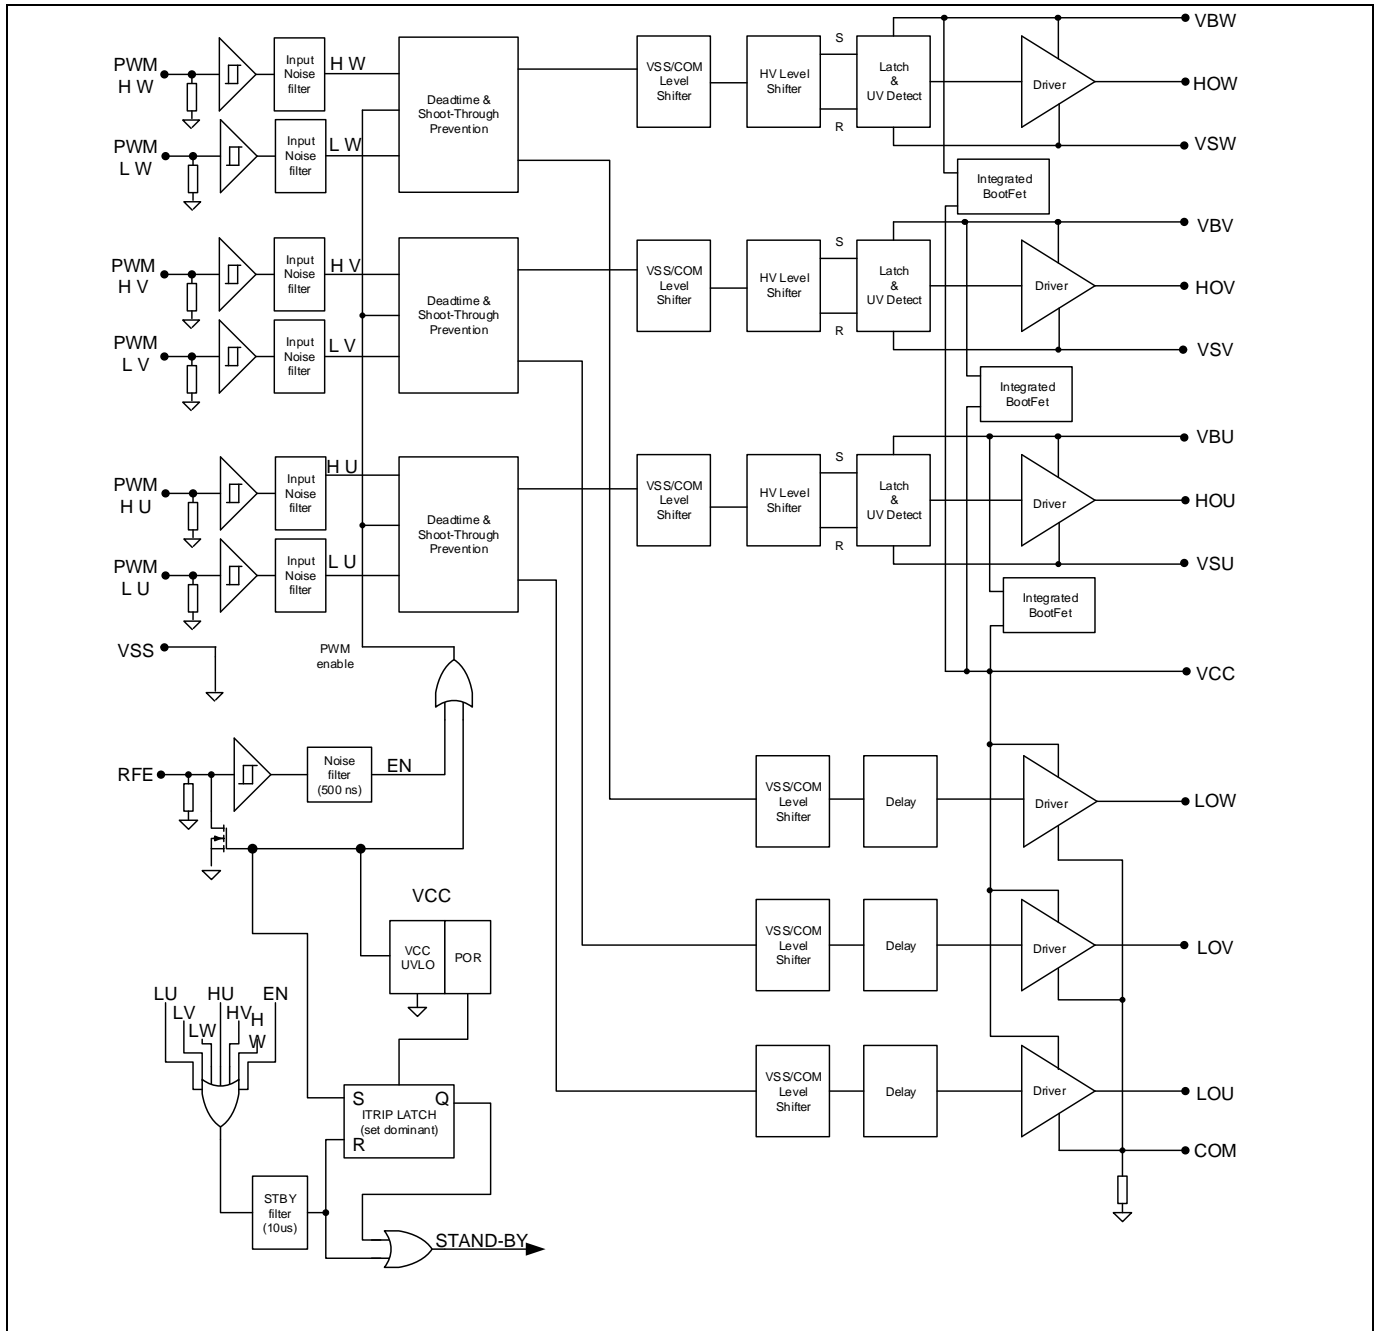 PWM
H W
Input
Noise
filter
H W
PWM
L W
Input
Noise
filter
L W
Deadtime &
Shoot-Through
Prevention
VSS/COM
Level
Shifter
HV Level
Shifter
S
R
Latch
&
UV Detect
Driver
VBW
HOW
VSW
Integrated
BootFet
PWM
H V
Input
Noise
filter
H V
PWM
L V
Input
Noise
filter
L V
Deadtime &
Shoot-Through
Prevention
VSS/COM
Level
Shifter
HV Level
Shifter
S
R
Latch
&
UV Detect
Driver
VBV
HOV
VSV
Integrated
BootFet
PWM
H U
Input
Noise
filter
H U
PWM
L U
Input
Noise
filter
L U
Deadtime &
Shoot-Through
Prevention
VSS/COM
Level
Shifter
HV Level
Shifter
S
R
Latch
&
UV Detect
Driver
VBU
HOU
VSU
Integrated
BootFet
VSS
PWM
enable
VCC
RFE
Noise
filter
(500 ns)
EN
VSS/COM
Level
Shifter
Delay
Driver
LOW
VCC
VCC
UVLO
POR
VSS/COM
Level
Shifter
Delay
Driver
LOV
LU
LV
LW
HU
HV
H
W
EN
S
Q
ITRIP LATCH
(set dominant)
R
VSS/COM
Level
Shifter
Delay
Driver
LOU
COM
STBY
filter
(10us)
STAND-BY